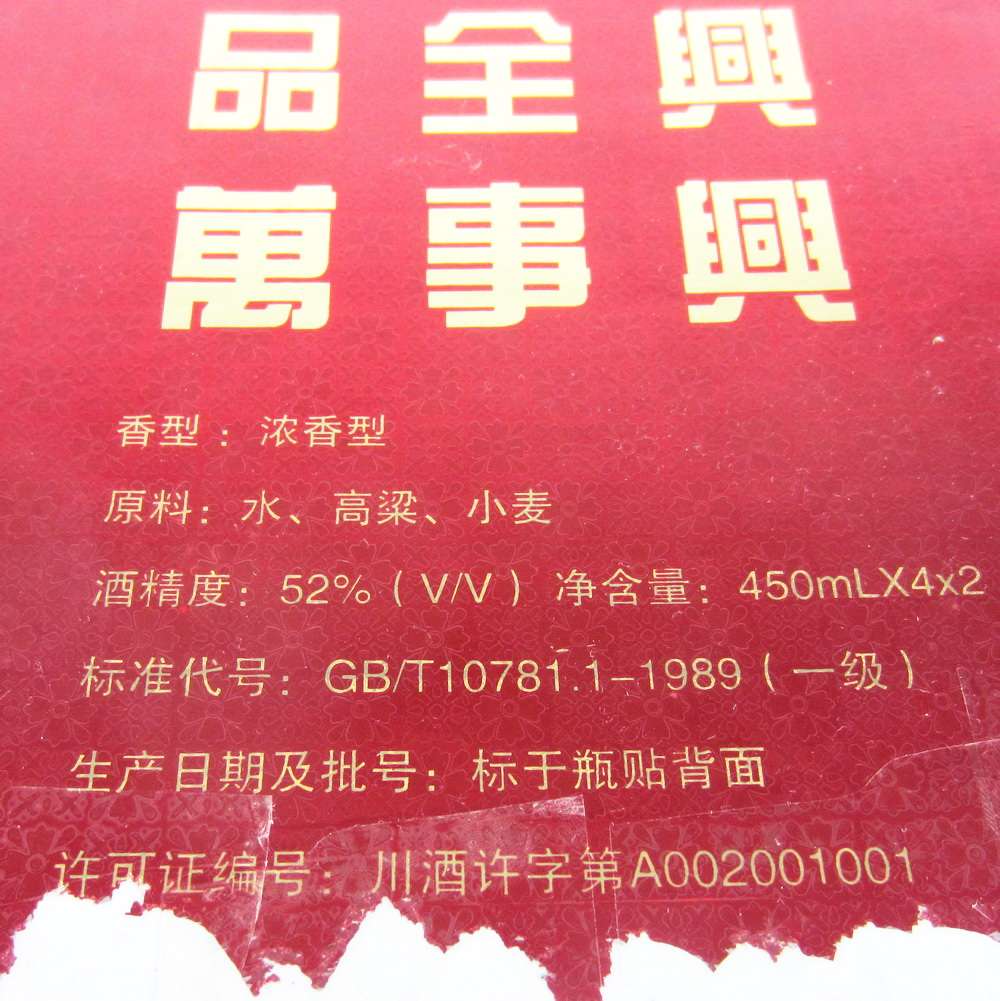 品全興
萬事興
香型：浓香型
原料：水、高粱、小麦
酒精度：52%（V/V）净含量：450mLX4x2
标准代号：GB/T10781.1-1989（一级）
生产日期及批号：标于瓶贴背面
许可证编号：川酒许字第A002001001